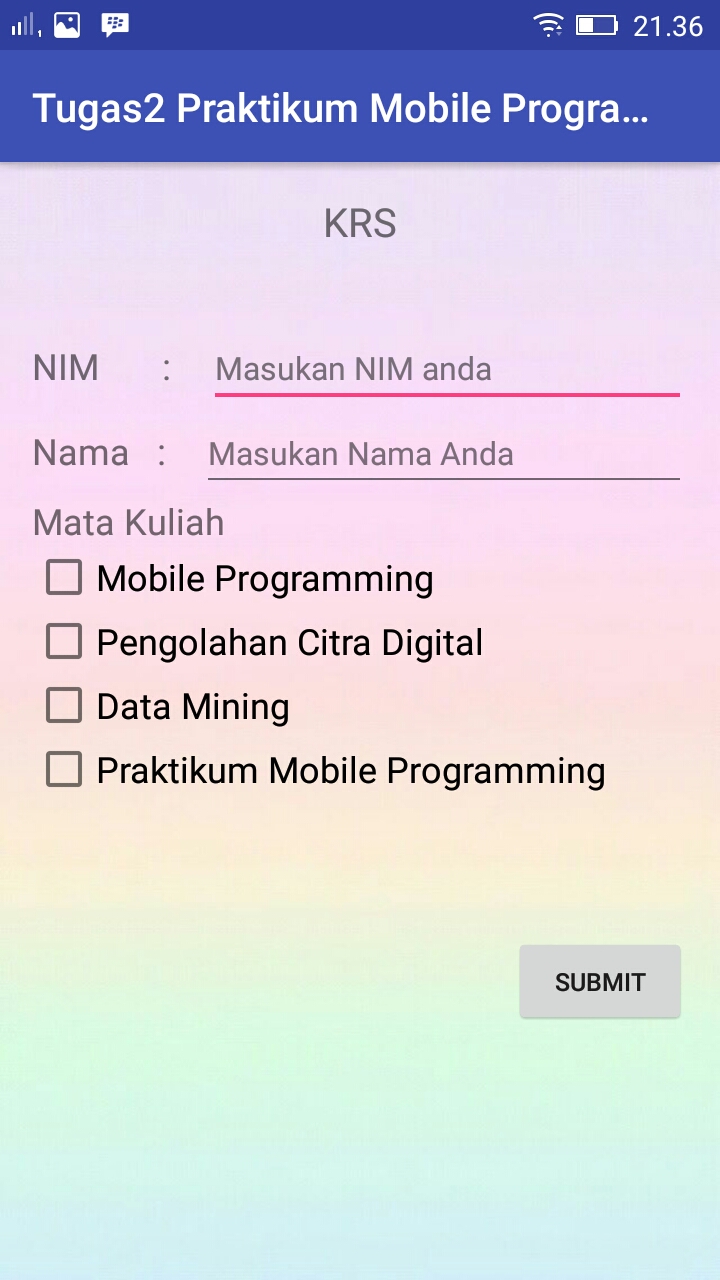 21.36
Tugas2 Praktikum Mobile Progra...
KRS
NIM : Masukan NIM anda
Nama : Masukan Nama Anda
Mata Kuliah
Mobile Programming
Pengolahan Citra Digital
Data Mining
Praktikum Mobile Programming
SUBMIT